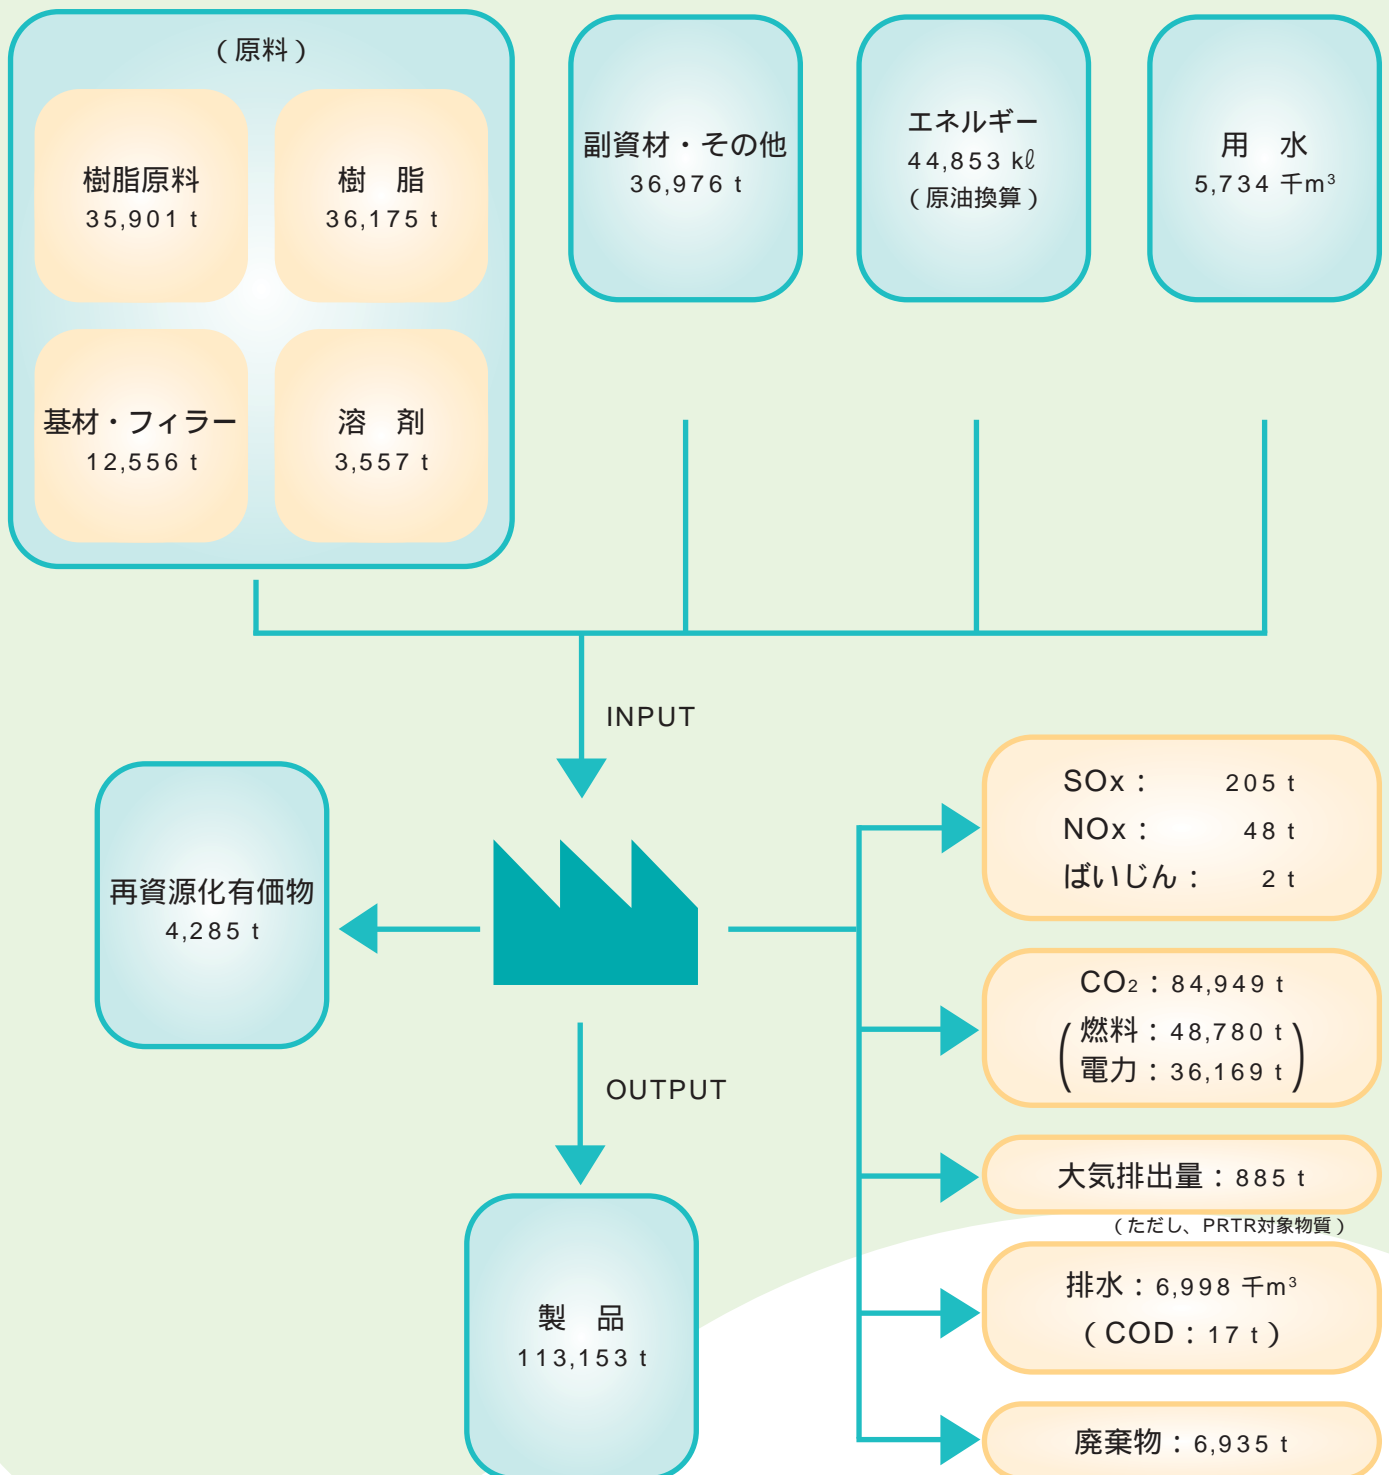 （原料）
樹脂原料
35,901 t
樹　脂
36,175 t
基材・フィラー
12,556 t
溶　剤
3,557 t
副資材・その他
36,976 t
エネルギー
44,853 kℓ
（原油換算）
用　水
5,734 千m³
INPUT
再資源化有価物
4,285 t
OUTPUT
製　品
113,153 t
SOx： 205 t
NOx： 48 t
ばいじん： 2 t
CO₂：84,949 t
（燃料：48,780 t
電力：36,169 t）
大気排出量：885 t
（ただし、PRTR対象物質）
排水：6,998 千m³
（COD：17 t）
廃棄物：6,935 t